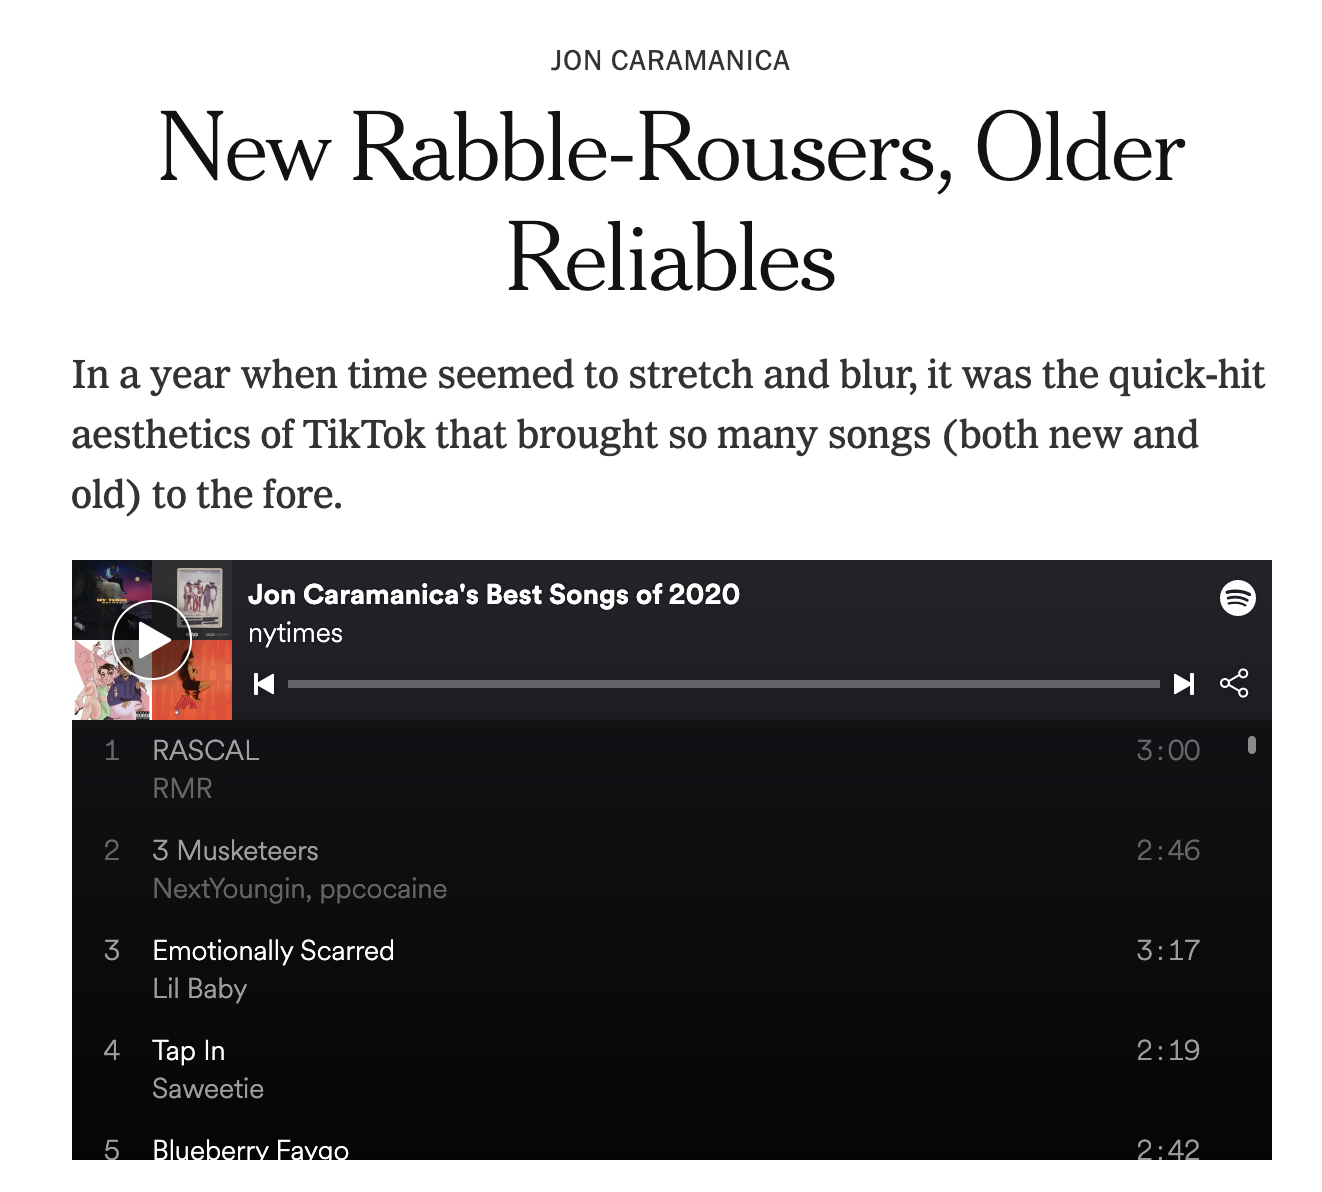 JON CARAMANICA
New Rabble-Rousers, Older
Reliables
In a year when time seemed to stretch and blur, it was the quick-hit
aesthetics of TikTok that brought so many songs (both new and
old) to the fore.
Jon Caramanica's Best Songs of 2020
nytimes
1 RASCAL 3:00
RMR
2 3 Musketeers 2:46
NextYoungin, ppcocaine
3 Emotionally Scarred 3:17
Lil Baby
4 Tap In 2:19
Saweetie
5 Blueberry Faygo 2:42